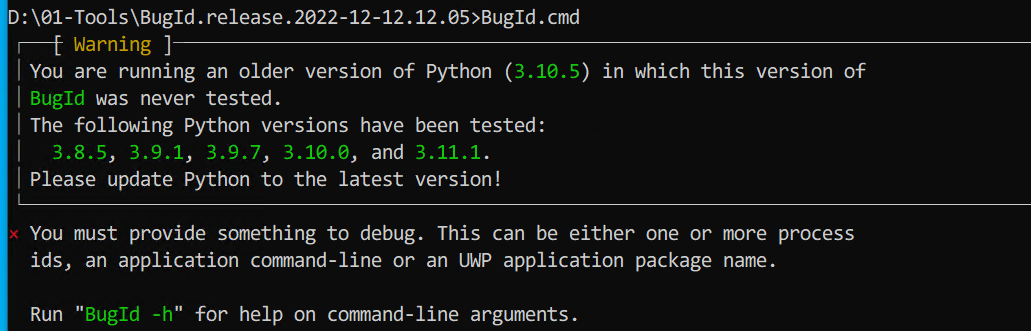 D:\01-Tools\BugId.release.2022-12-12.12.05>BugId.cmd
[ Warning ]
You are running an older version of Python (3.10.5) in which this version of
BugId was never tested.
The following Python versions have been tested:
3.8.5, 3.9.1, 3.9.7, 3.10.0, and 3.11.1.
Please update Python to the latest version!
× You must provide something to debug. This can be either one or more process
ids, an application command-line or an UWP application package name.
Run "BugId -h" for help on command-line arguments.